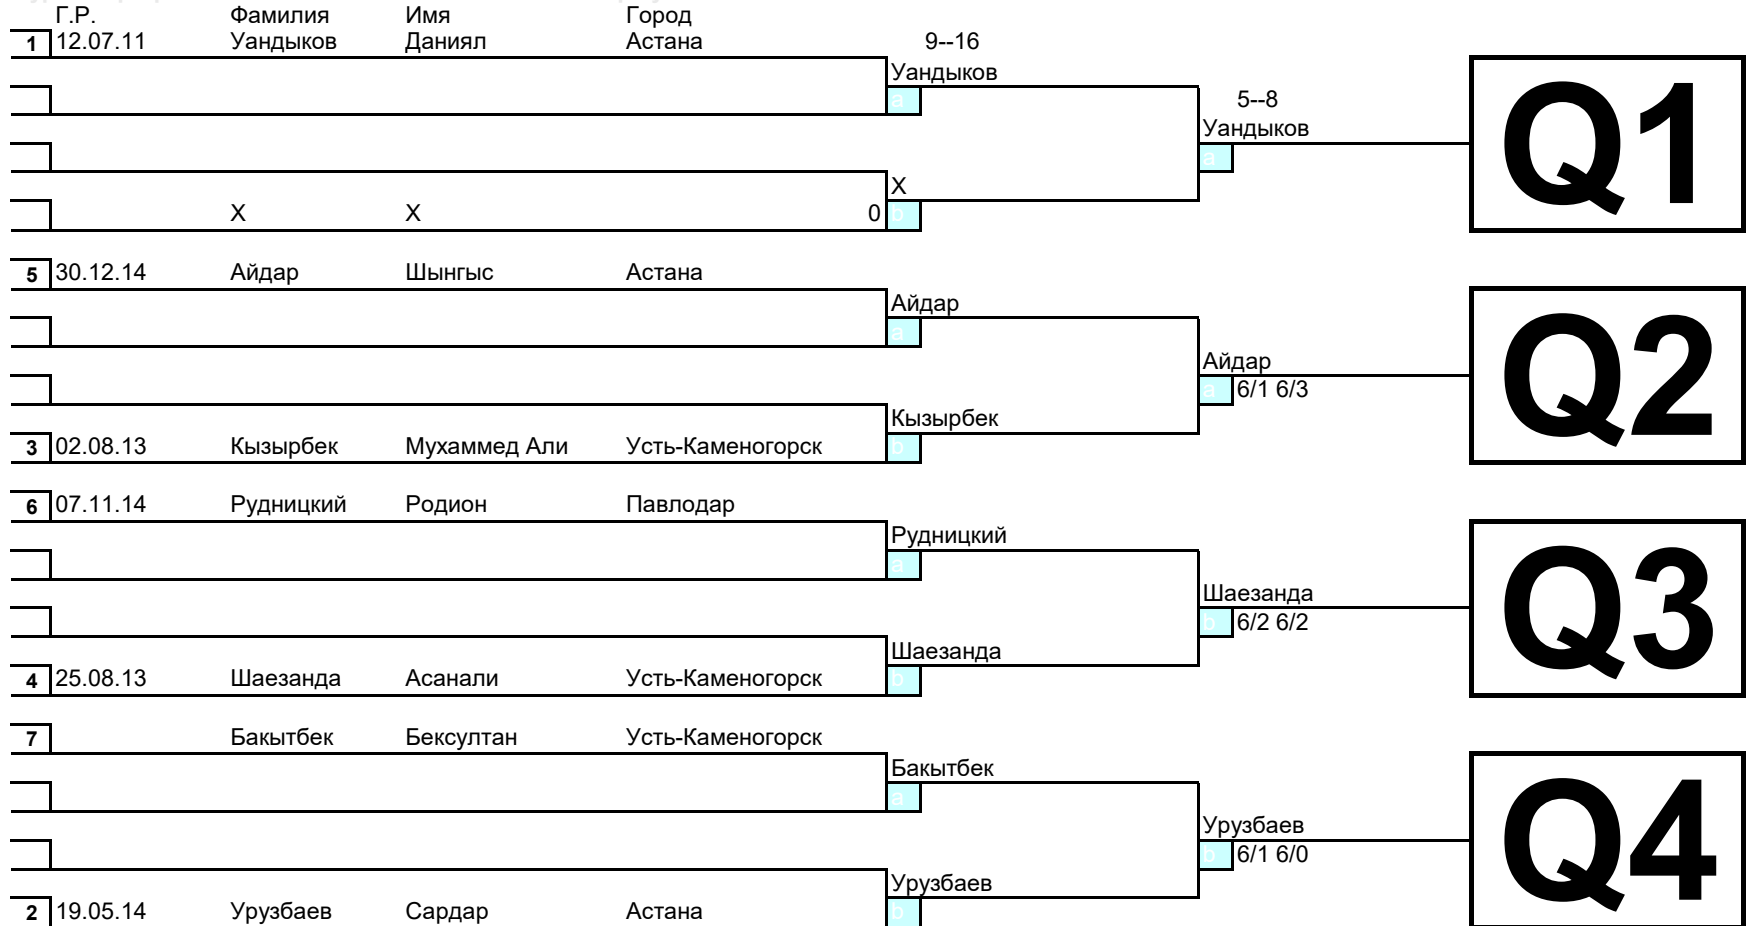 Г.Р. Фамилия Имя Город
1 12.07.11 Уандыков Даниял Астана 9--16
Уандыков
a 5--8
Уандыков
Q1
a
X
X X 0 b
5 30.12.14 Айдар Шынгыс Астана
Айдар
a
Айдар
Q2
a 6/1 6/3
Кызырбек
3 02.08.13 Кызырбек Мухаммед Али Усть-Каменогорск b
6 07.11.14 Рудницкий Родион Павлодар
Рудницкий
a
Шаезанда
Q3
b 6/2 6/2
Шаезанда
4 25.08.13 Шаезанда Асанали Усть-Каменогорск b
7 Бакытбек Бексултан Усть-Каменогорск
Бакытбек
a
Урузбаев
Q4
b 6/1 6/0
Урузбаев
2 19.05.14 Урузбаев Сардар Астана b